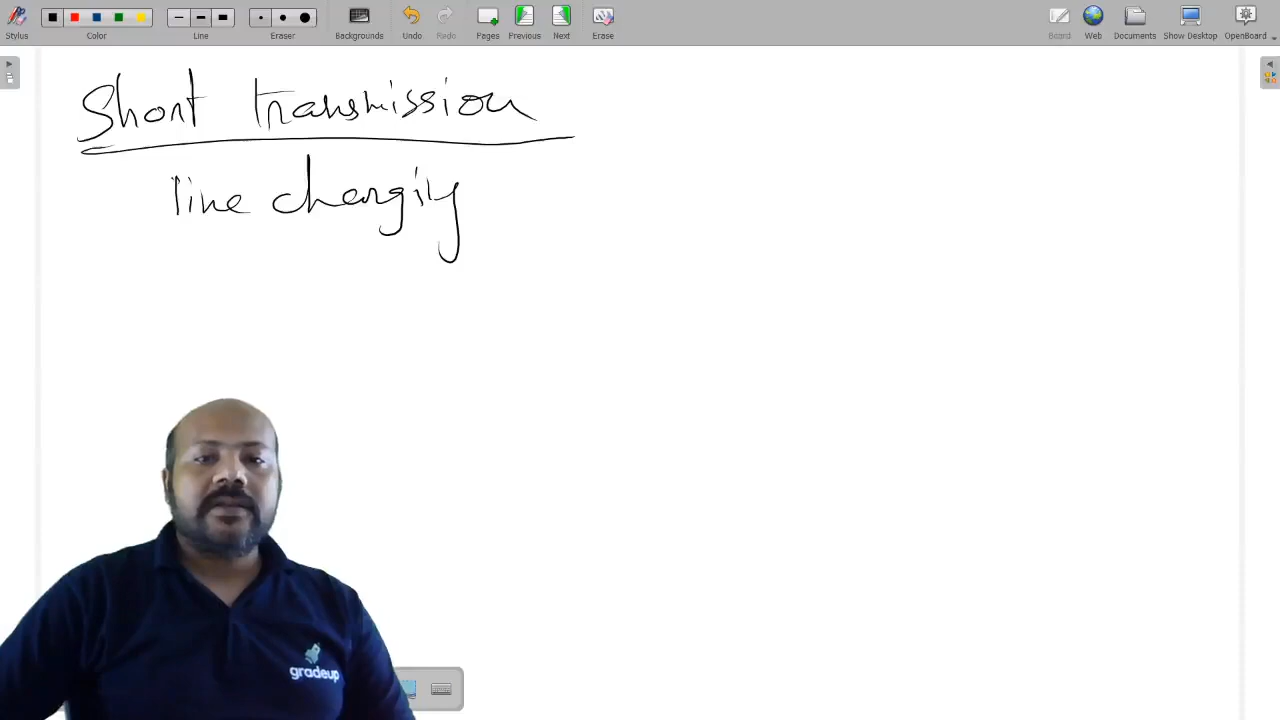 Stylus
Color
Line
Eraser
Backgrounds
Undo
Redo
Pages
Previous
Next
Erase
Board
Web
Documents
Show Desktop
OpenBoard
Short transmission
line charging
gradeup